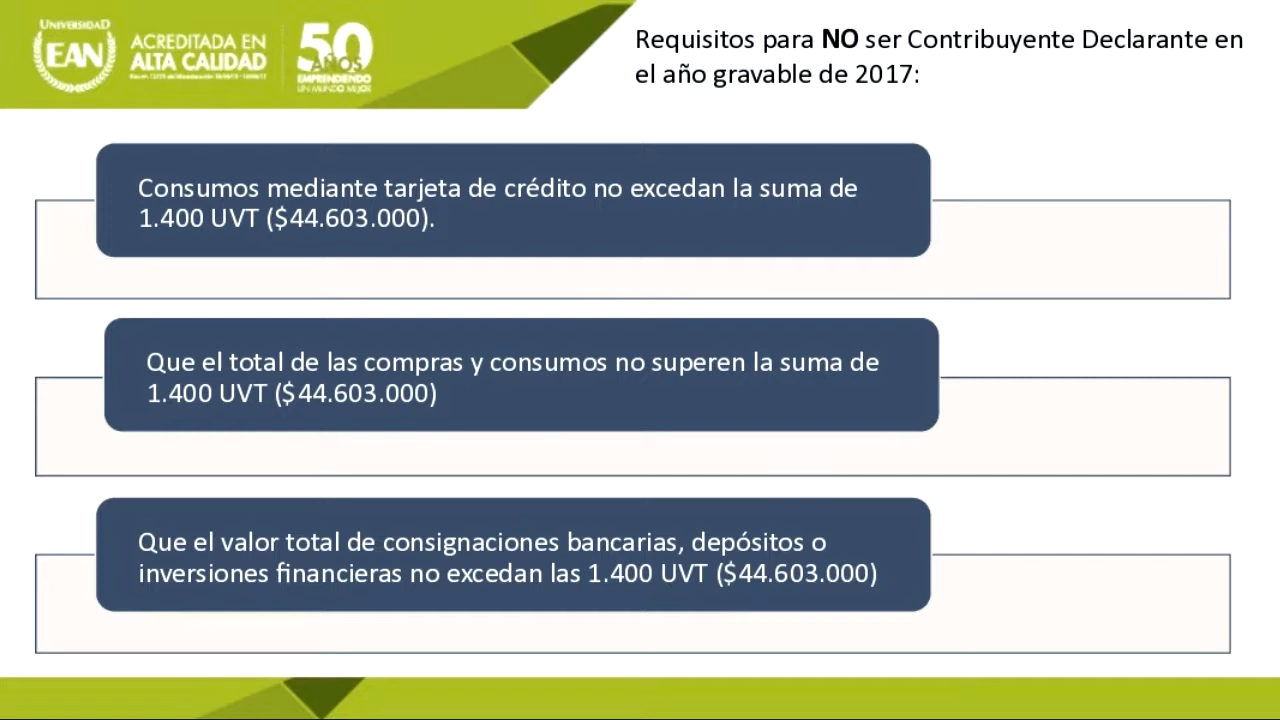 UNIVERSIDAD
EAN
ACREDITADA EN
ALTA CALIDAD
50
AÑOS
EMPRENDIENDO
UN MUNDO MEJOR
Requisitos para NO ser Contribuyente Declarante en
el año gravable de 2017:
Consumos mediante tarjeta de crédito no excedan la suma de
1.400 UVT ($44.603.000).
Que el total de las compras y consumos no superen la suma de
1.400 UVT ($44.603.000)
Que el valor total de consignaciones bancarias, depósitos o
inversiones financieras no excedan las 1.400 UVT ($44.603.000)